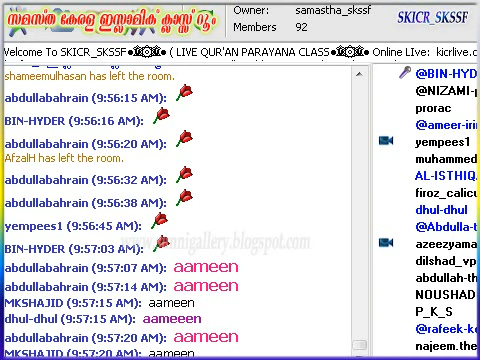 സമസ്ത കേരള ഇസ്ലാമിക് ക്ലാസ്സ് റൂം
Owner: samastha_skssf
Members 92
SKICR_SKSSF
Welcome To SKICR_SKSSF ( LIVE QUR'AN PARAYANA CLASS Online Live: kicrlive.c
shameemulhasan has left the room.
abdullabahrain (9:56:15 AM):
BIN-HYDER (9:56:16 AM):
abdullabahrain (9:56:20 AM):
AfzalH has left the room.
abdullabahrain (9:56:32 AM):
abdullabahrain (9:56:38 AM):
yempees1 (9:56:45 AM):
BIN-HYDER (9:57:03 AM):
abdullabahrain (9:57:07 AM): aameen
abdullabahrain (9:57:14 AM): aameen
MKSHAJID (9:57:15 AM): aameen
dhul-dhul (9:57:15 AM): aameeen
abdullabahrain (9:57:20 AM): aameen
MKSHAJID (9:57:20 AM): aameen
@BIN-HYD
@NIZAMI-
prorac
@ameer-iri
yempees1
muhammed
AL-ISTHIQ
firoz_calicu
dhul-dhul
@Abdulla-
azeezyama
dilshad_vp
abdullah-th
NOUSHAD
P_K_S
@rafeek-k
najeem.the